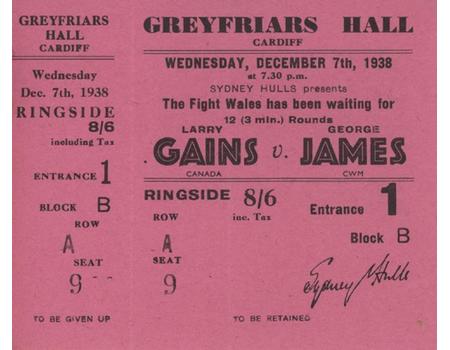 GREYFRIARS
HALL
CARDIFF
Wednesday
Dec. 7th, 1938
RINGSIDE
8/6
including Tax
ENTRANCE 1
BLOCK B
ROW
A
SEAT
9
TO BE GIVEN UP
GREYFRIARS HALL
CARDIFF
WEDNESDAY, DECEMBER 7th, 1938
at 7.30 p.m.
SYDNEY HULLS presents
The Fight Wales has been waiting for
12 (3 min.) Rounds
LARRY GEORGE
GAINS v. JAMES
CANADA CWM
RINGSIDE 8/6
inc. Tax
Entrance 1
Block B
ROW
A
SEAT
9
Sydney Hulls
TO BE RETAINED